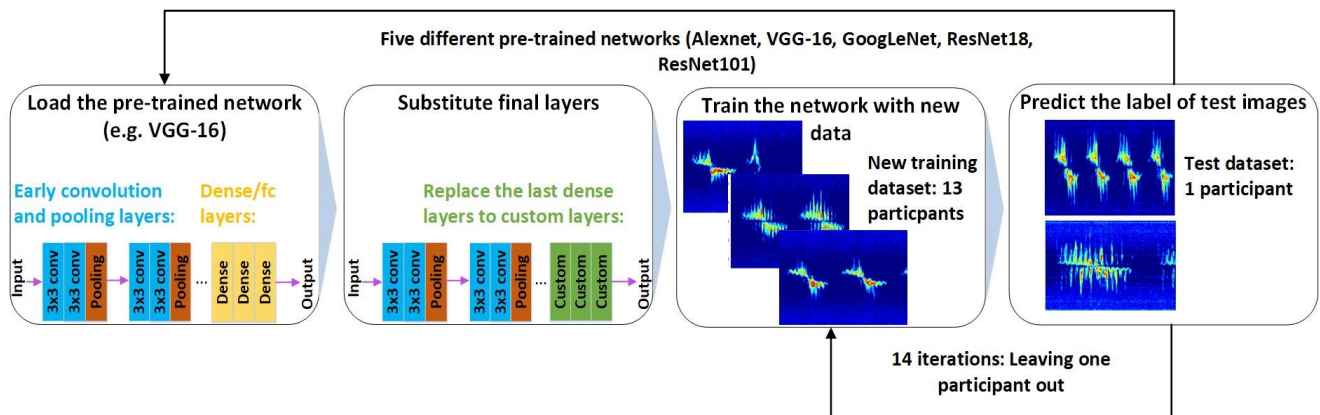 Five different pre-trained networks (Alexnet, VGG-16, GoogLeNet, ResNet18,
ResNet101)
Load the pre-trained network
(e.g. VGG-16)
Early convolution
and pooling layers:
Dense/fc
layers:
Input
3x3 conv
3x3 conv
Pooling
3x3 conv
3x3 conv
Pooling
...
Dense
Dense
Dense
Output
Substitute final layers
Replace the last dense
layers to custom layers:
Input
3x3 conv
3x3 conv
Pooling
3x3 conv
3x3 conv
Pooling
...
Custom
Custom
Custom
Output
Train the network with new
data
New training
dataset: 13
particpants
Predict the label of test images
Test dataset:
1 participant
14 iterations: Leaving one
participant out